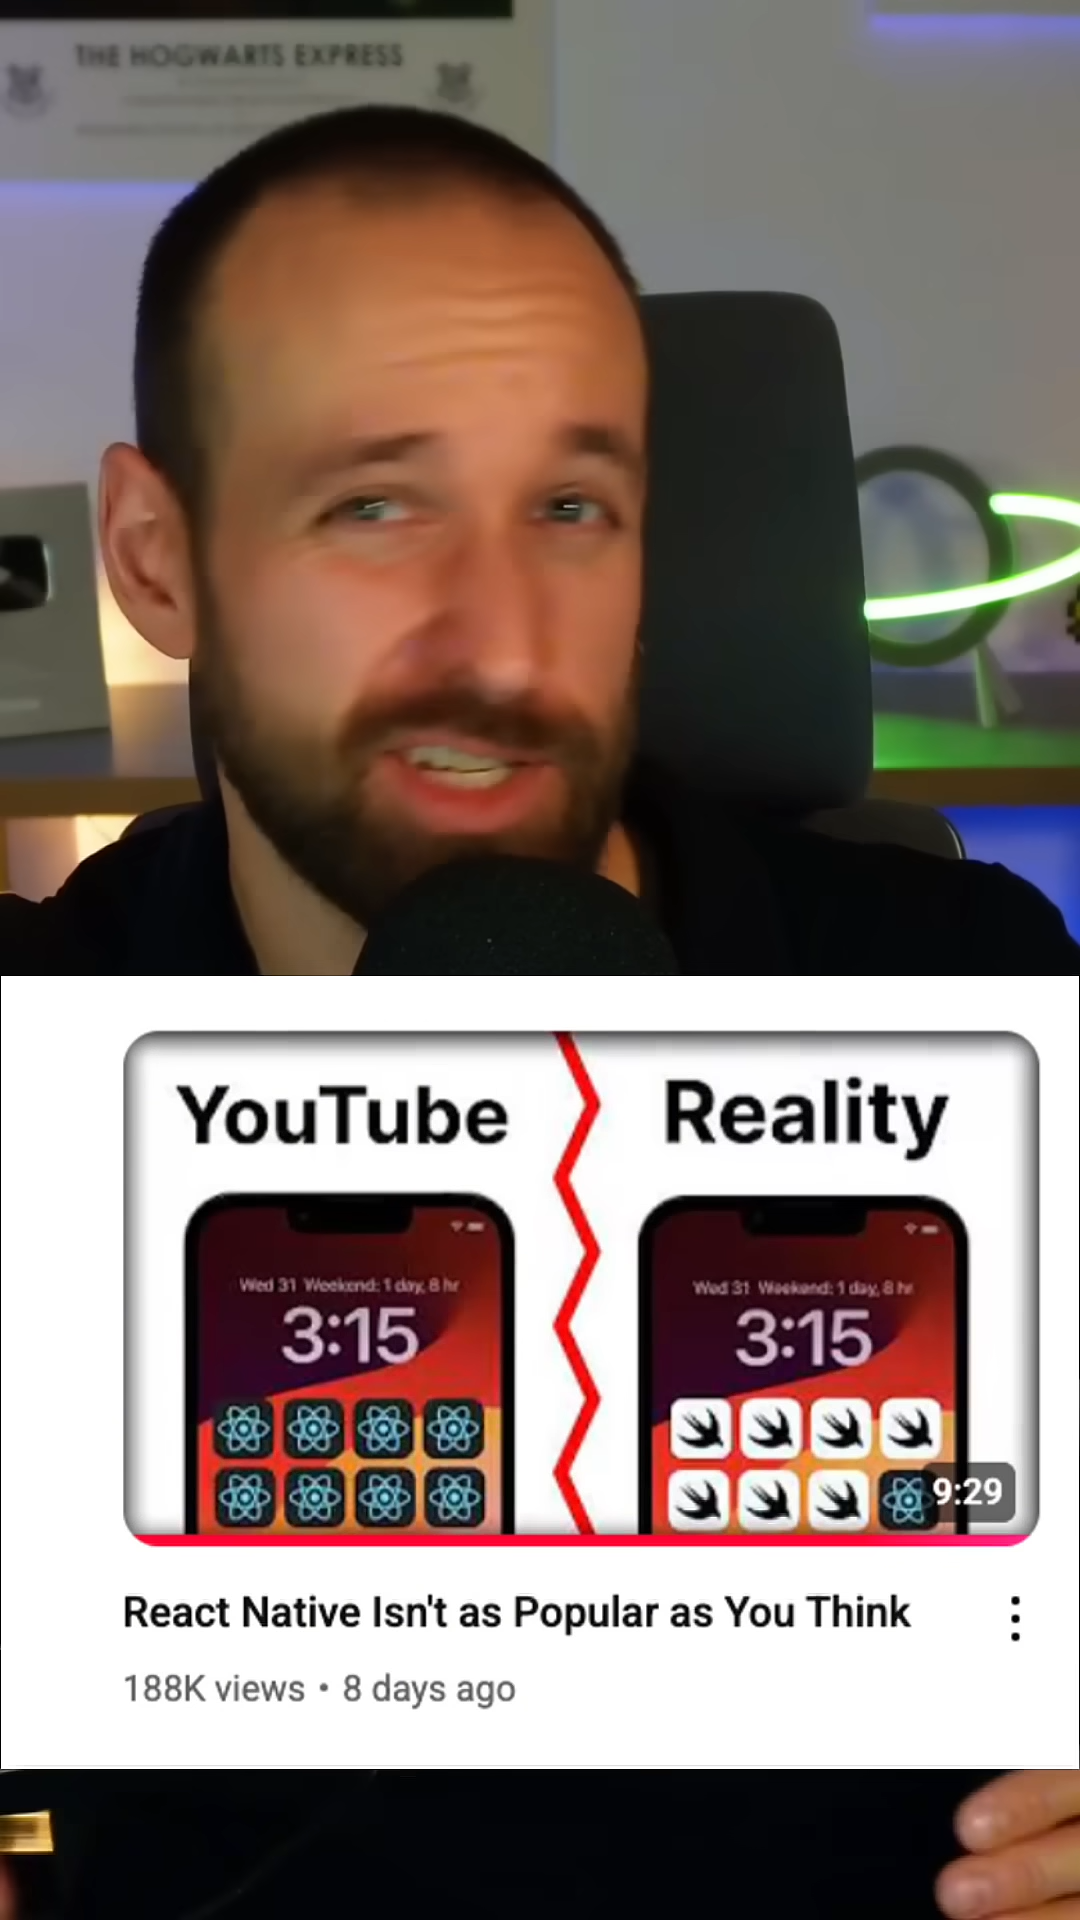 THE HOGWARTS EXPRESS
YouTube
Reality
Wed 31 Weekend: 1 day, 8 hr
3:15
Wed 31 Weekend: 1 day, 8 hr
3:15
9:29
React Native Isn't as Popular as You Think
188K views • 8 days ago